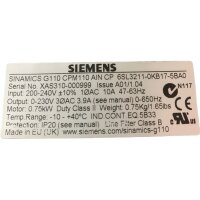 SIEMENS
SINAMICS G110 CPM110 AIN CP 6SL3211-0KB17-5BA0
Serial No XAS310-000999 Issue A01/1.04
Input: 200-240V ±10% 1ØAC 10A 47-63Hz
Output: 0-230V 3ØAC 3.9A (see manual) 0-650Hz
Motor: 0.75kW Duty Class II Weight: 0.75Kg/1.65lbs
Temp Range: -10 - +40°C IND CONT EQ.5B33
Protection: IP20 (see manual) Line Filter Class B
Made in EU (UK) www.siemens.com/sinamics-g110
N117